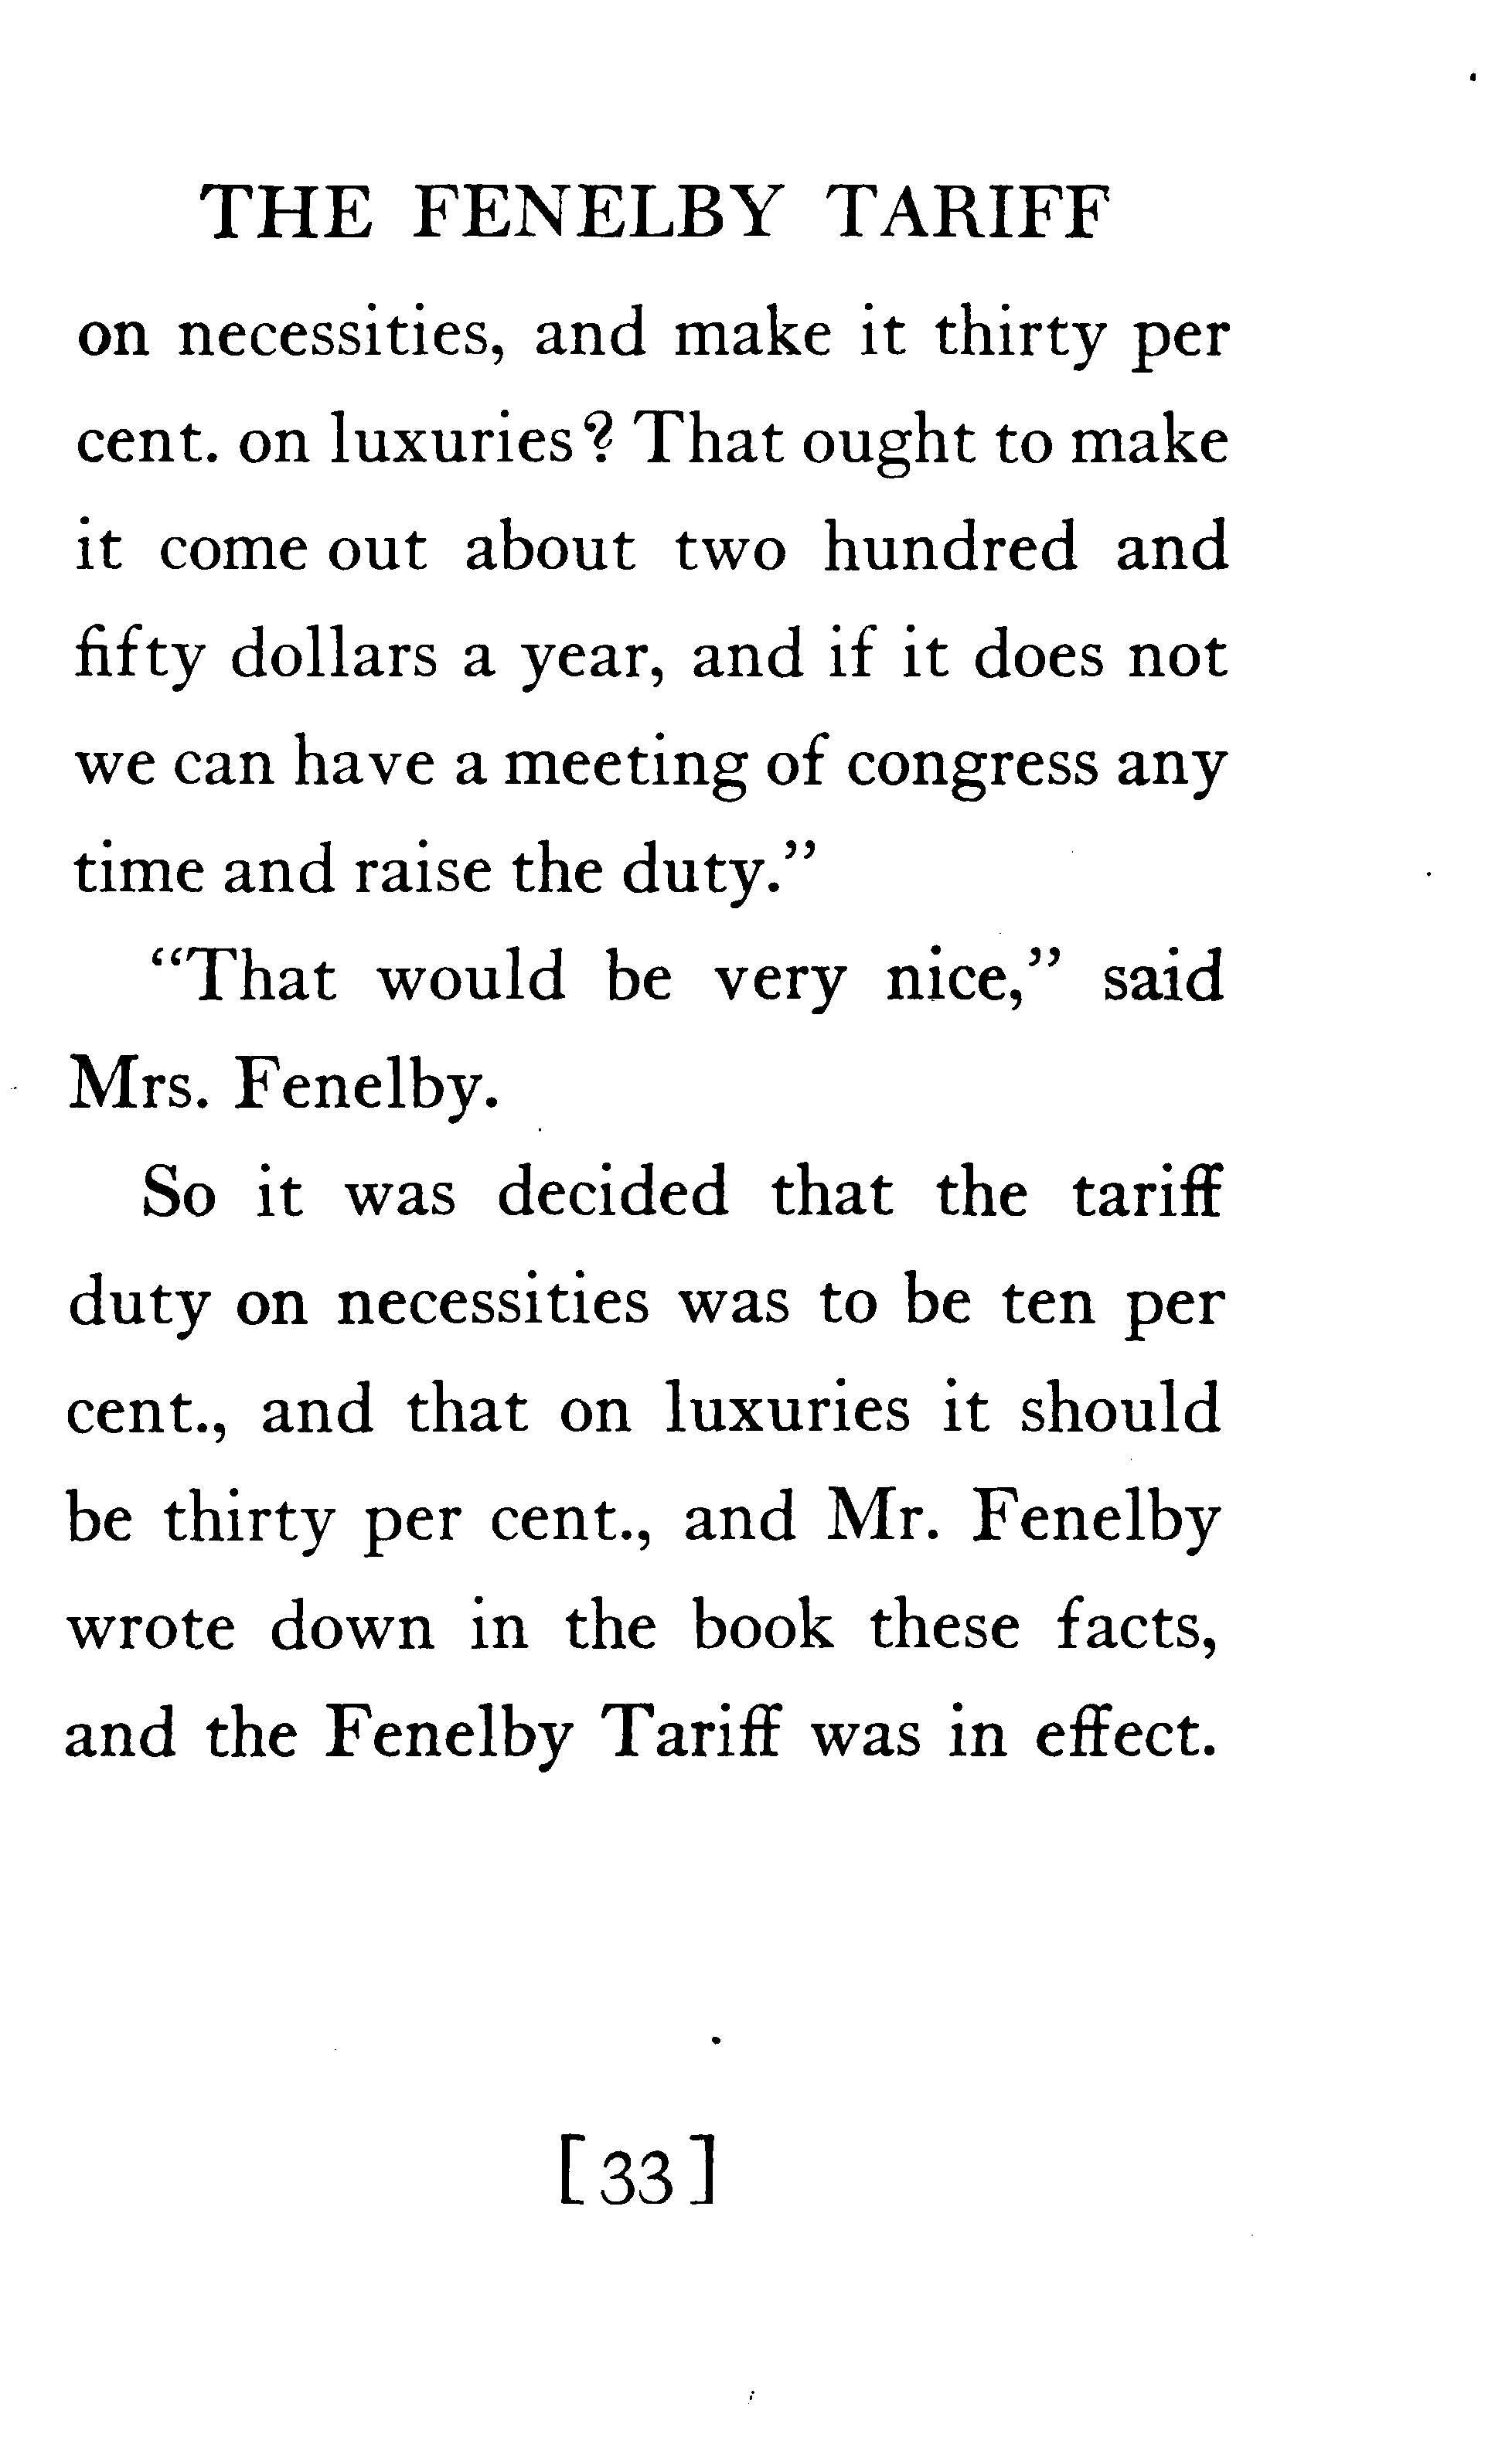 THE FENELBY TARIFF
on necessities, and make it thirty per
cent. on luxuries? That ought to make
it come out about two hundred and
fifty dollars a year, and if it does not
we can have a meeting of congress any
time and raise the duty.”
“That would be very nice,” said
Mrs. Fenelby.
So it was decided that the tariff
duty on necessities was to be ten per
cent., and that on luxuries it should
be thirty per cent., and Mr. Fenelby
wrote down in the book these facts,
and the Fenelby Tariff was in effect.
[33]